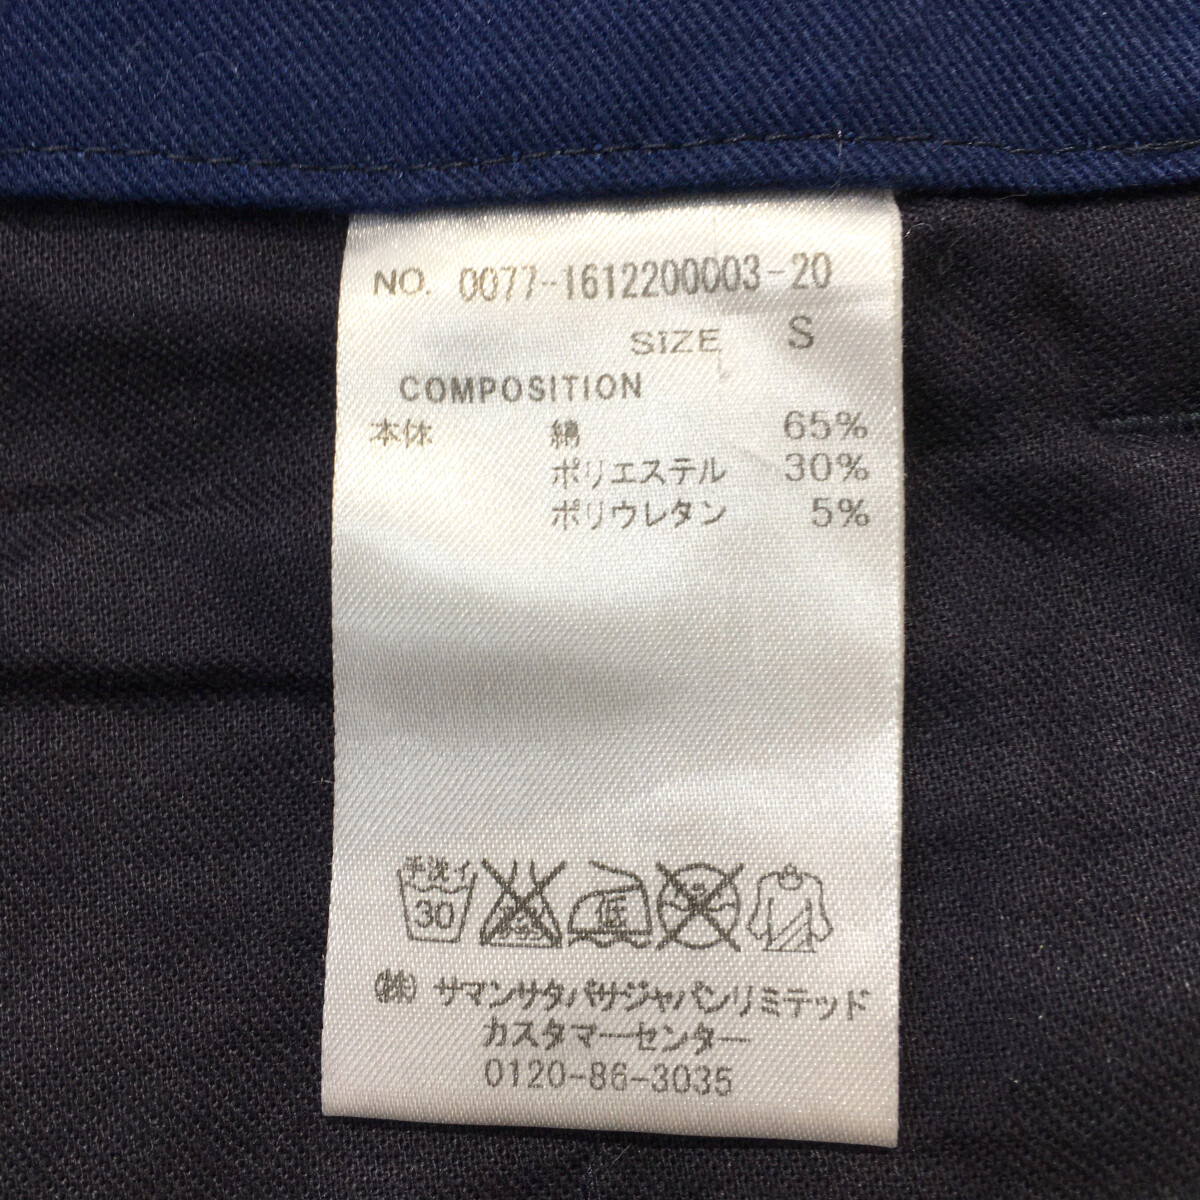 NO. 0077-1612200003-20
SIZE S
COMPOSITION
本体 綿 65%
ポリエステル 30%
ポリウレタン 5%
手洗イ
30
低
(株) サマンサタバサジャパンリミテッド
カスタマーセンター
0120-86-3035